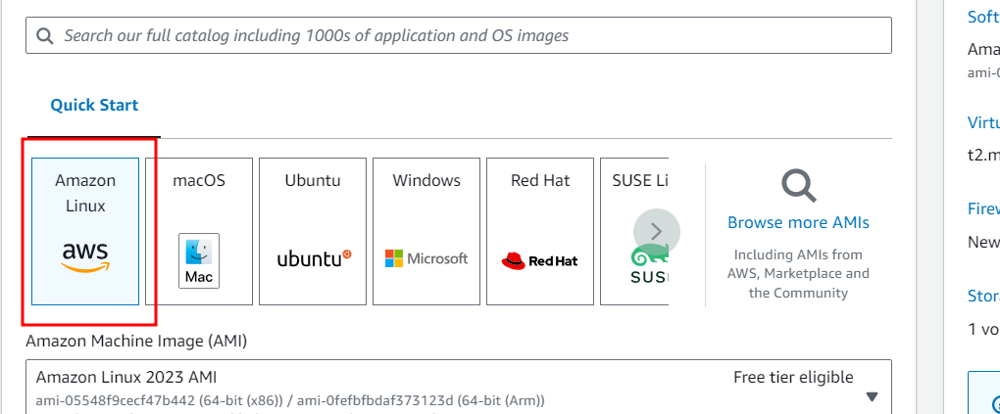 Search our full catalog including 1000s of application and OS images
Quick Start
Amazon Linux
aws
macOS
Mac
Ubuntu
ubuntu
Windows
Microsoft
Red Hat
Red Hat
SUSE Li
SUS
Browse more AMIs
Including AMIs from
AWS, Marketplace and
the Community
Amazon Machine Image (AMI)
Amazon Linux 2023 AMI
Free tier eligible
ami-05548f9cecf47b442 (64-bit (x86)) / ami-0fefbfbdaf373123d (64-bit (Arm))
Soft
Ama
ami-0
Virtu
t2.m
Firew
New
Stor
1 vo